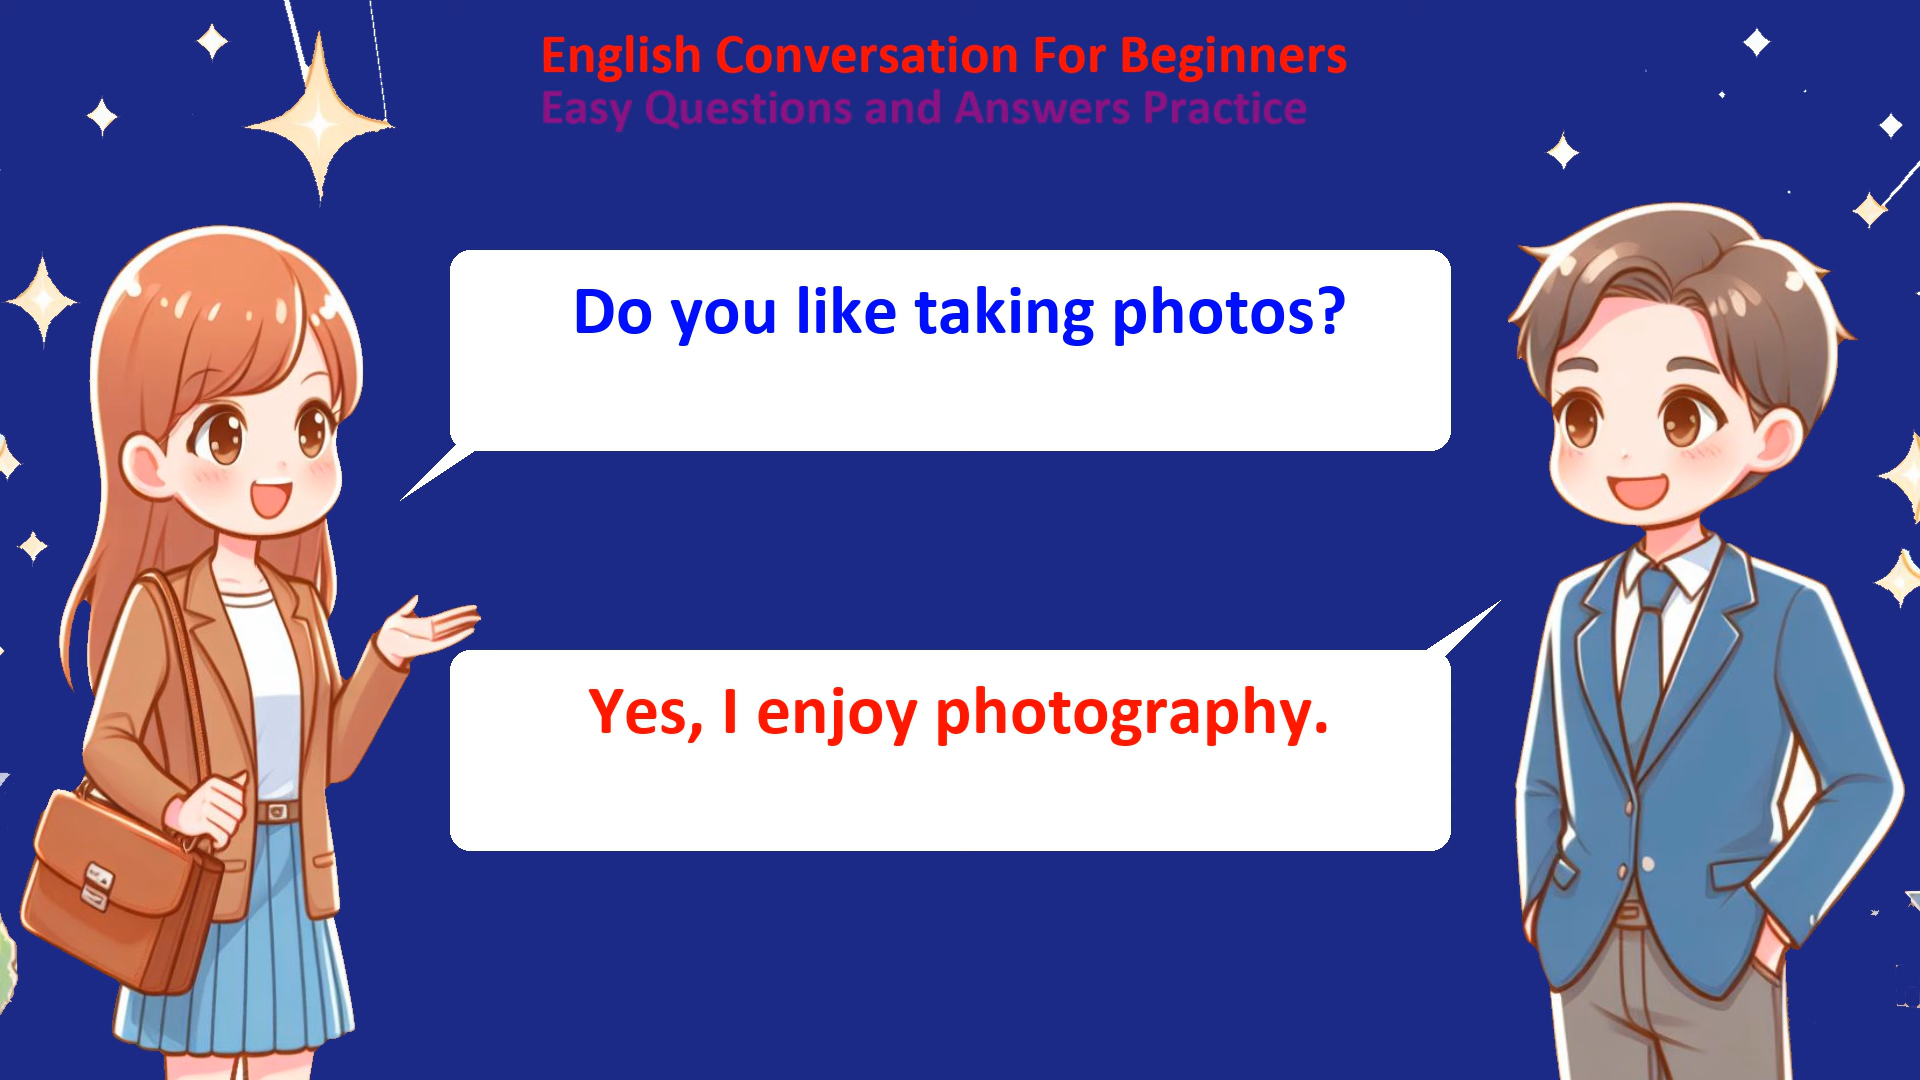 English Conversation For Beginners
Easy Questions and Answers Practice
Do you like taking photos?
Yes, I enjoy photography.